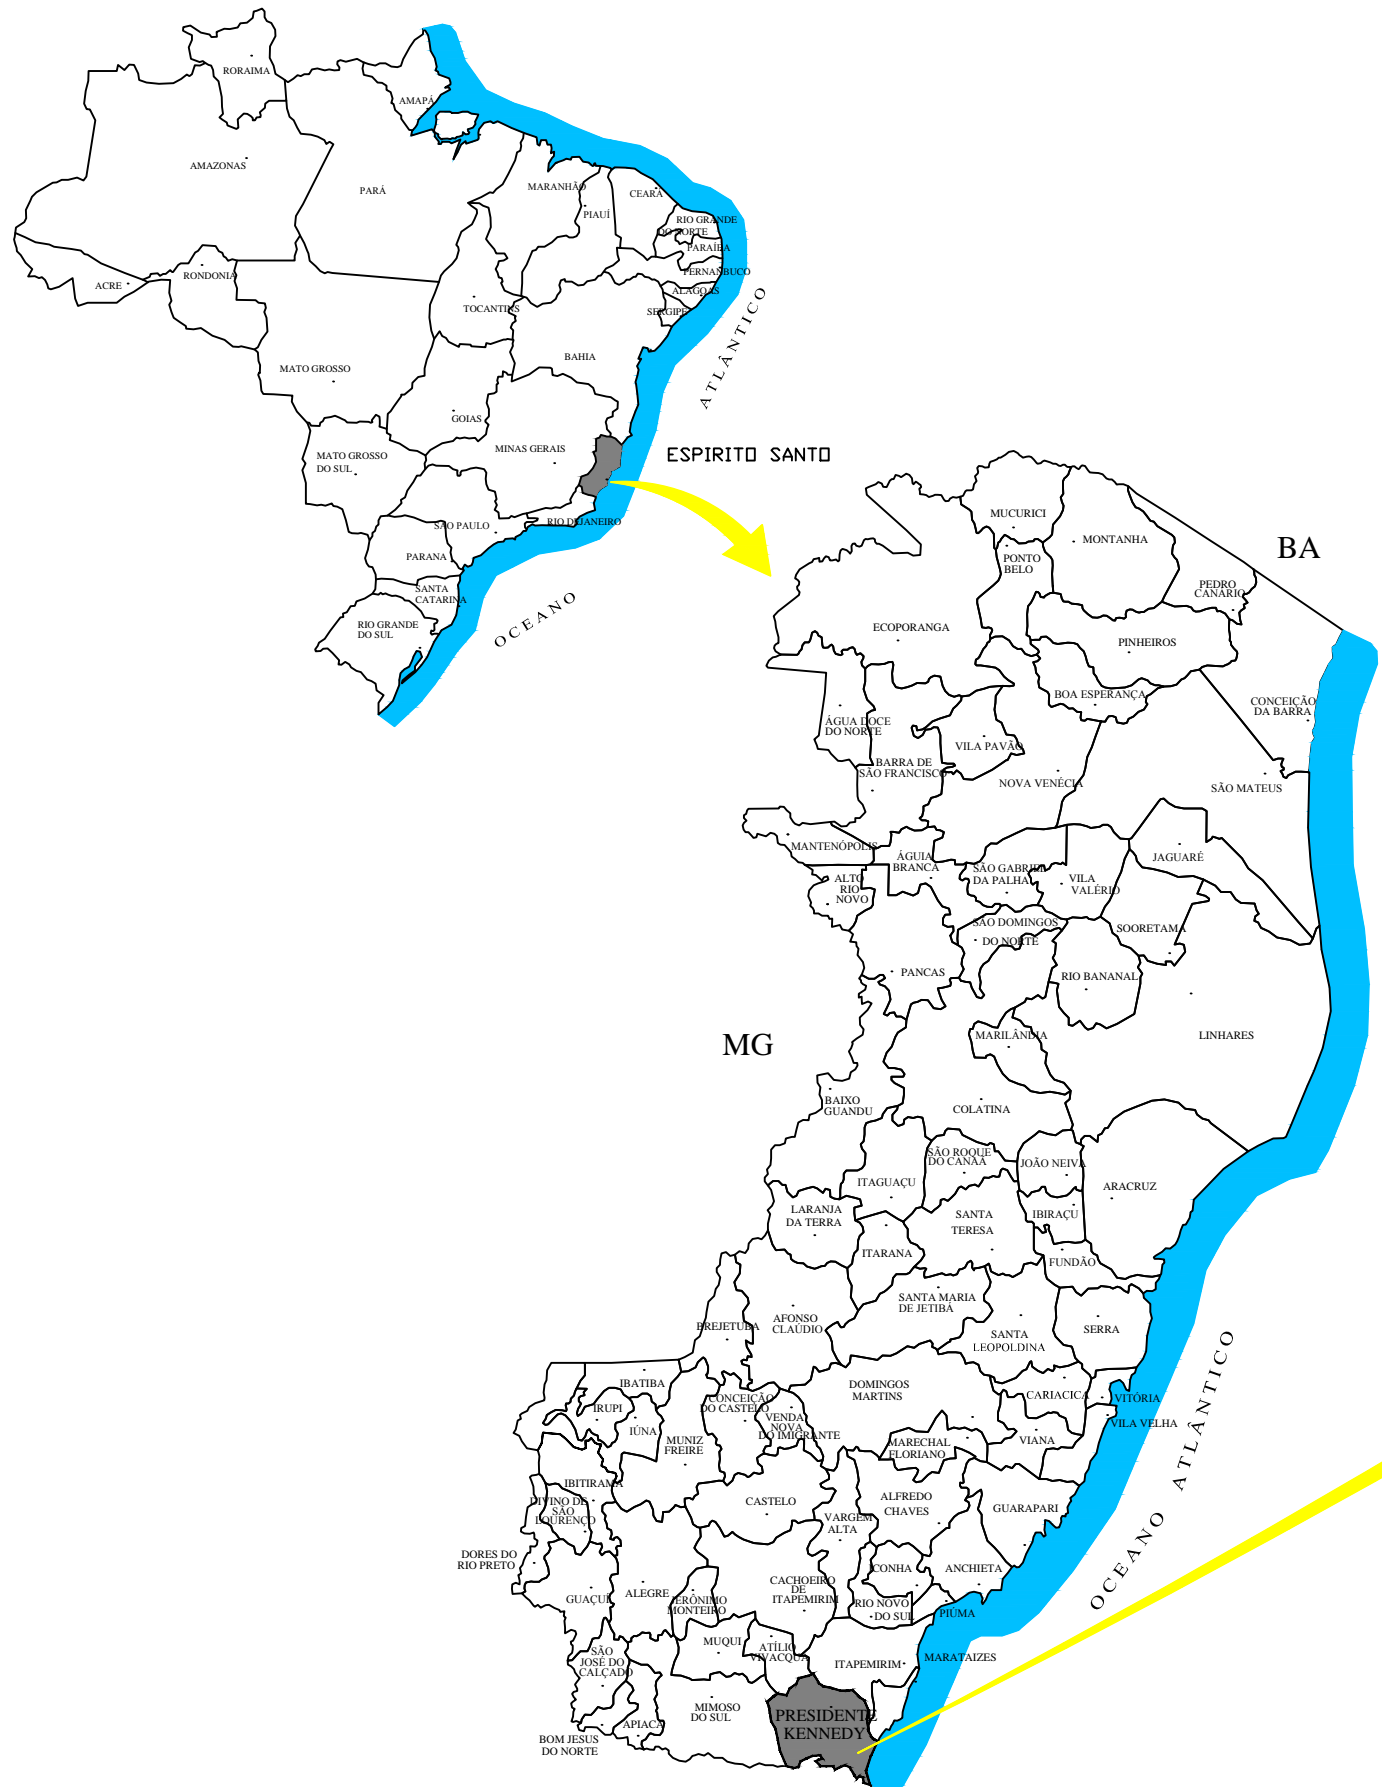 RORAIMA
AMAPÁ
AMAZONAS
PARÁ
MARANHÃO
CEARÁ
PIAUÍ
RIO GRANDE
DO NORTE
PARAÍBA
PERNANBUCO
ALAGOAS
SERGIPE
ACRE
RONDONIA
TOCANTINS
BAHIA
MATO GROSSO
GOIAS
MINAS GERAIS
MATO GROSSO
DO SUL
SÃO PAULO
RIO DE JANEIRO
PARANA
SANTA
CATARINA
RIO GRANDE
DO SUL
OCEANO
ATLÂNTICO
ESPIRITO SANTO
BA
MG
MUCURICI
MONTANHA
PONTO
BELO
PEDRO
CANÁRIO
ECOPORANGA
PINHEIROS
BOA ESPERANÇA
CONCEIÇÃO
DA BARRA
ÁGUA DOCE
DO NORTE
VILA PAVÃO
BARRA DE
SÃO FRANCISCO
NOVA VENÉCIA
SÃO MATEUS
MANTENÓPOLIS
ÁGUIA
BRANCA
SÃO GABRIEL
DA PALHA
VILA
VALÉRIO
JAGUARÉ
ALTO
RIO
NOVO
SÃO DOMINGOS
DO NORTE
SOORETAMA
PANCAS
RIO BANANAL
MARILÂNDIA
LINHARES
BAIXO
GUANDU
COLATINA
SÃO ROQUE
DO CANAÃ
JOÃO NEIVA
ITAGUAÇU
ARACRUZ
LARANJA
DA TERRA
SANTA
TERESA
IBIRAÇU
ITARANA
FUNDÃO
SANTA MARIA
DE JETIBÁ
BREJETUBA
AFONSO
CLAÚDIO
SANTA
LEOPOLDINA
SERRA
IBATIBA
DOMINGOS
MARTINS
CARIACICA
VITÓRIA
VILA VELHA
IRUPI
IÚNA
CONCEIÇÃO
DO CASTELO
VENDA
NOVA
DO IMIGRANTE
MUNIZ
FREIRE
MARECHAL
FLORIANO
VIANA
IBITIRAMA
DIVINO DE
SÃO
LOURENÇO
CASTELO
VARGEM
ALTA
ALFREDO
CHAVES
GUARAPARI
DORES DO
RIO PRETO
GUAÇUÍ
ALEGRE
JERÔNIMO
MONTEIRO
CACHOEIRO
DE
ITAPEMIRIM
ICONHA
ANCHIETA
RIO NOVO
DO SUL
PIÚMA
OCEANO ATLÂNTICO
SÃO
JOSÉ DO
CALÇADO
MUQUI
ATÍLIO
VIVACQUA
ITAPEMIRIM
MARATAIZES
MIMOSO
DO SUL
PRESIDENTE
KENNEDY
APIACÁ
BOM JESUS
DO NORTE